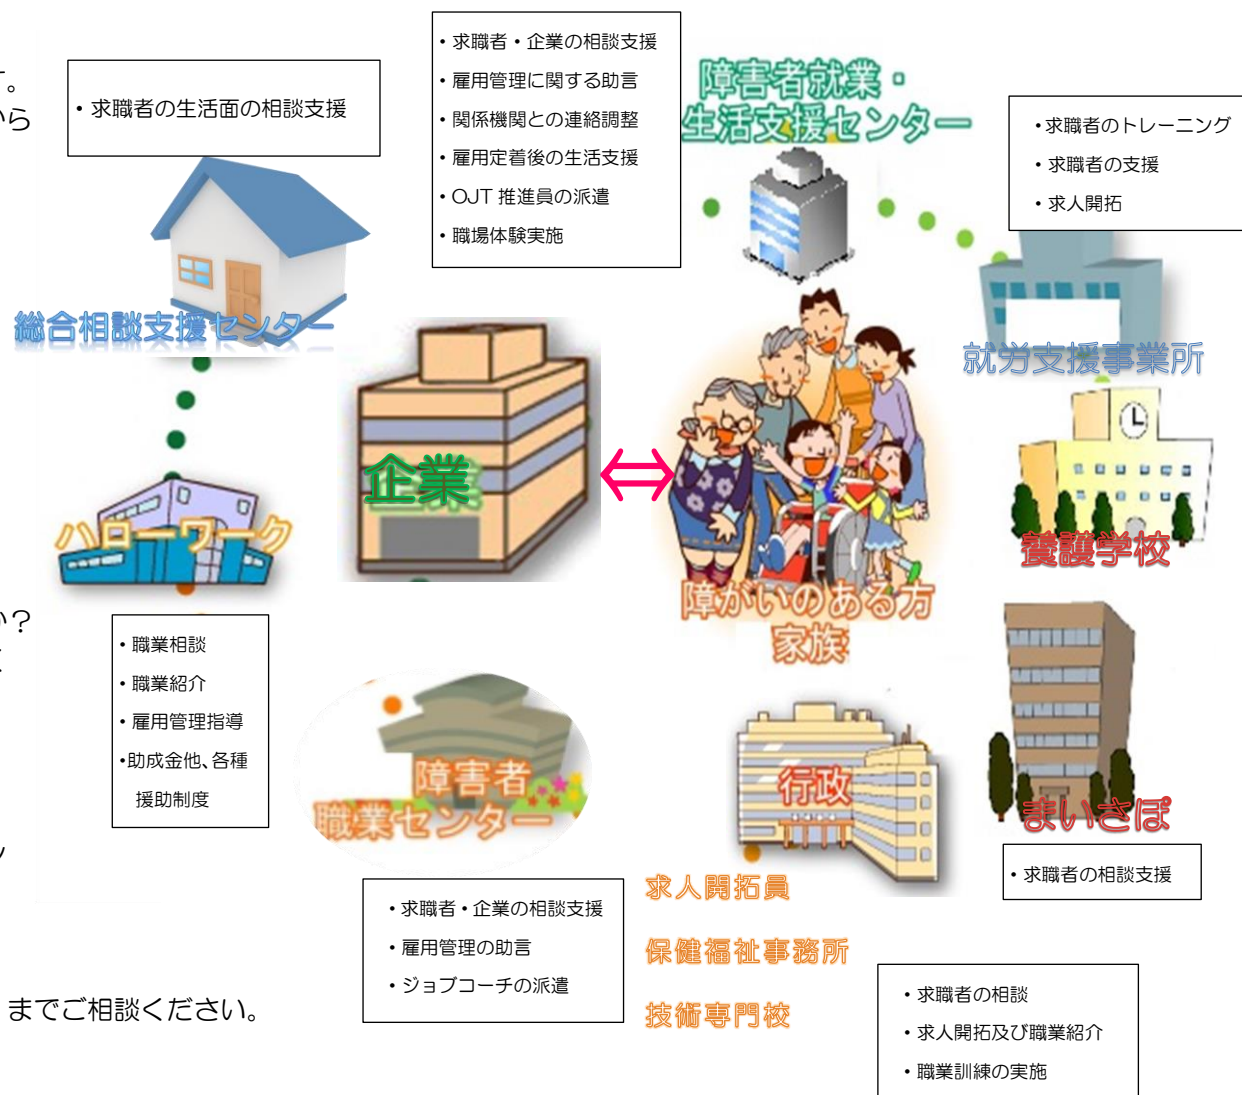 ・求職者・企業の相談支援
・雇用管理に関する助言
・関係機関との連絡調整
・雇用定着後の生活支援
・OJT 推進員の派遣
・職場体験実施
す。
から
・求職者の生活面の相談支援
障害者就業・
生活支援センター
・求職者のトレーニング
・求職者の支援
・求人開拓
総合相談支援センター
就労支援事業所
企業
ハローワーク
養護学校
障がいのある方
家族
か？
・職業相談
・職業紹介
・雇用管理指導
・助成金他、各種
援助制度
障害者
職業センター
行政
まいさぽ
・求職者の相談支援
・求職者・企業の相談支援
・雇用管理の助言
・ジョブコーチの派遣
求人開拓員
保健福祉事務所
技術専門校
・求職者の相談
・求人開拓及び職業紹介
・職業訓練の実施
までご相談ください。